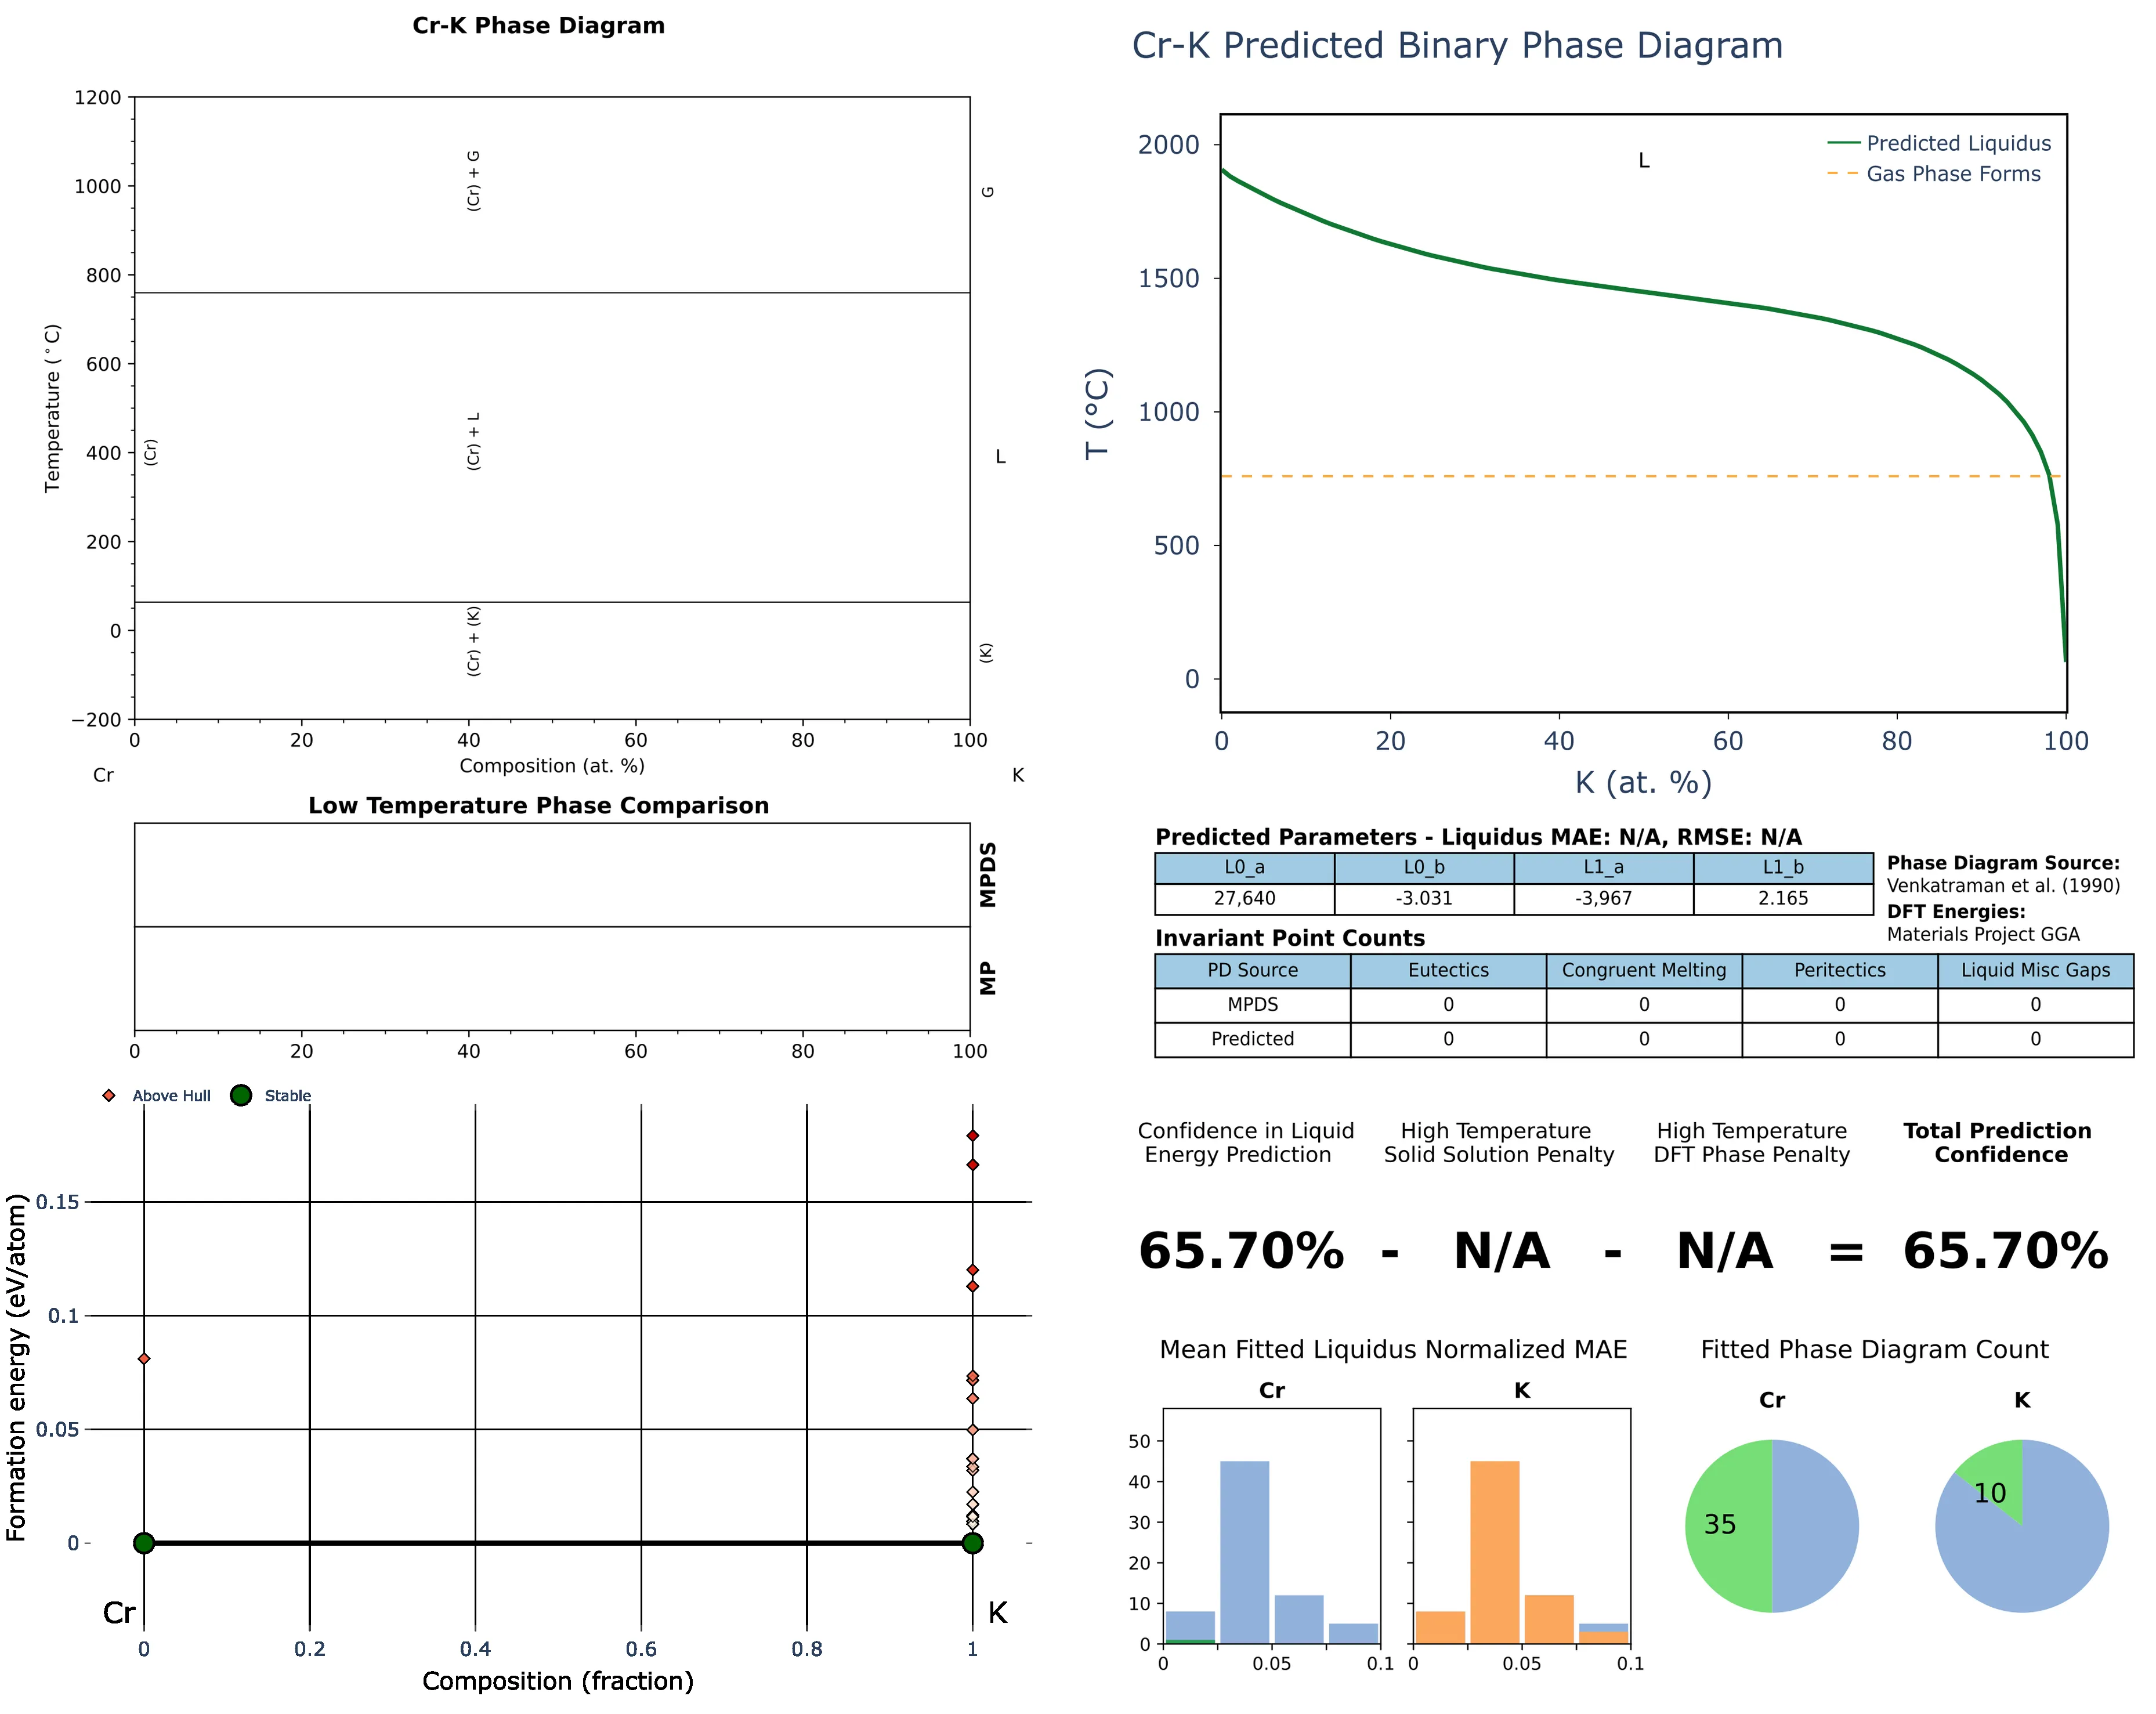 Cr-K Phase Diagram
1200
1000
800
600
400
200
0
−200
Temperature (°C)
(Cr) + G
G
(Cr)
(Cr) + L
L
(Cr) + (K)
(K)
0 20 40 60 80 100
Composition (at. %)
Cr K
Low Temperature Phase Comparison
MPDS
MP
0 20 40 60 80 100
Above Hull Stable
0.15
0.1
0.05
0
Formation energy (eV/atom)
Cr K
0 0.2 0.4 0.6 0.8 1
Composition (fraction)
Cr-K Predicted Binary Phase Diagram
L
Predicted Liquidus
Gas Phase Forms
2000
1500
1000
500
0
T (°C)
0 20 40 60 80 100
K (at. %)
Predicted Parameters - Liquidus MAE: N/A, RMSE: N/A
L0_a L0_b L1_a L1_b
27,640 -3.031 -3,967 2.165
Phase Diagram Source:
Venkatraman et al. (1990)
DFT Energies:
Materials Project GGA
Invariant Point Counts
PD Source Eutectics Congruent Melting Peritectics Liquid Misc Gaps
MPDS 0 0 0 0
Predicted 0 0 0 0
Confidence in Liquid
Energy Prediction
High Temperature
Solid Solution Penalty
High Temperature
DFT Phase Penalty
Total Prediction
Confidence
65.70% - N/A - N/A = 65.70%
Mean Fitted Liquidus Normalized MAE
Cr K
50
40
30
20
10
0
0 0.05 0.1 0 0.05 0.1
Fitted Phase Diagram Count
Cr K
35 10